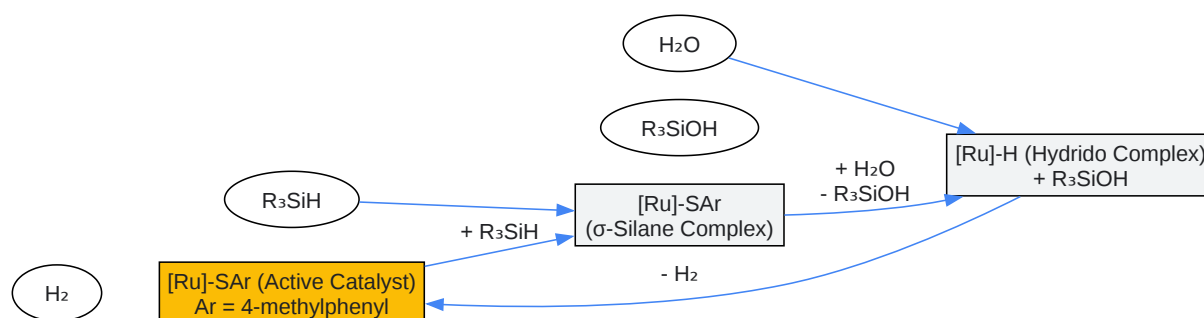 H₂O
R₃SiOH
[Ru]-H (Hydrido Complex)
+ R₃SiOH
+ H₂O
- R₃SiOH
R₃SiH
[Ru]-SAr
(σ-Silane Complex)
+ R₃SiH
- H₂
[Ru]-SAr (Active Catalyst)
Ar = 4-methylphenyl
H₂